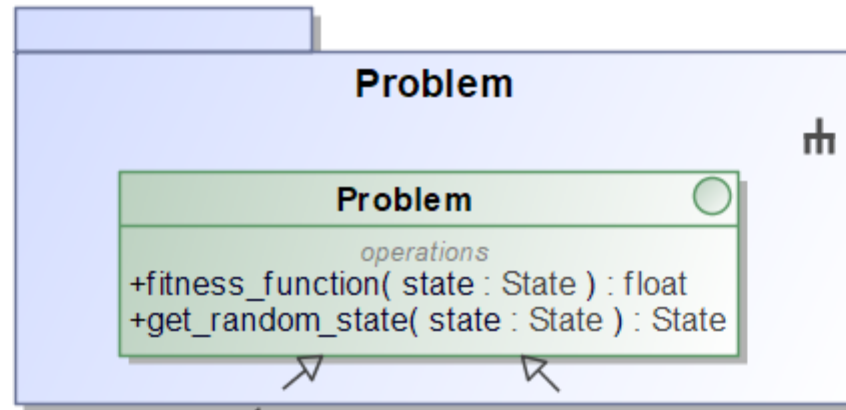 Problem
Problem
operations
+fitness_function( state : State ) : float
+get_random_state( state : State ) : State